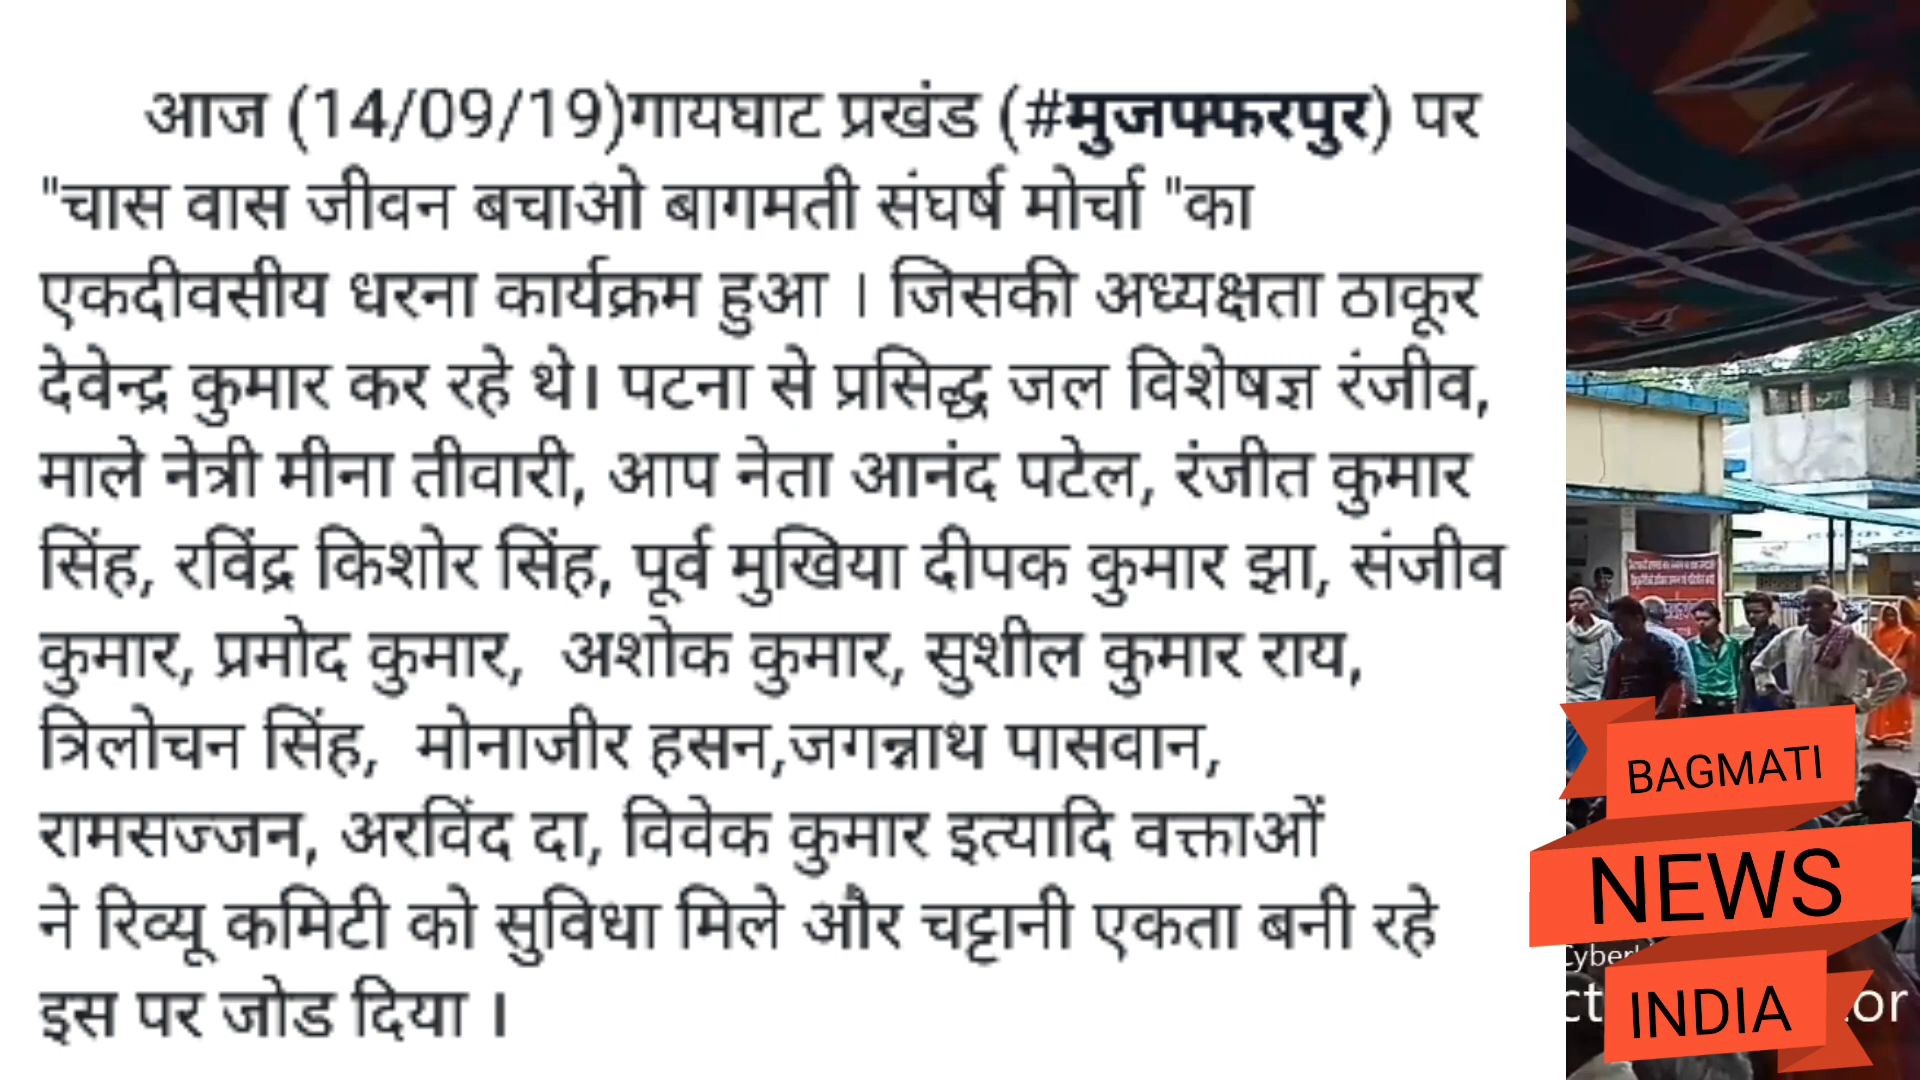 आज (14/09/19)गायघाट प्रखंड (#मुजफ्फरपुर) पर
"चास वास जीवन बचाओ बागमती संघर्ष मोर्चा "का
एकदीवसीय धरना कार्यक्रम हुआ । जिसकी अध्यक्षता ठाकूर
देवेन्द्र कुमार कर रहे थे। पटना से प्रसिद्ध जल विशेषज्ञ रंजीव,
माले नेत्री मीना तीवारी, आप नेता आनंद पटेल, रंजीत कुमार
सिंह, रविंद्र किशोर सिंह, पूर्व मुखिया दीपक कुमार झा, संजीव
कुमार, प्रमोद कुमार,  अशोक कुमार, सुशील कुमार राय,
त्रिलोचन सिंह,  मोनाजीर हसन,जगन्नाथ पासवान,
रामसज्जन, अरविंद दा, विवेक कुमार इत्यादि वक्ताओं
ने रिव्यू कमिटी को सुविधा मिले और चट्टानी एकता बनी रहे
इस पर जोड दिया ।
BAGMATI
NEWS
INDIA